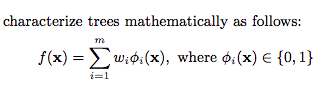 characterize trees mathematically as follows:
f(x) = ∑_{i=1}^{m} w_i ϕ_i(x), where ϕ_i(x) ∈ {0, 1}